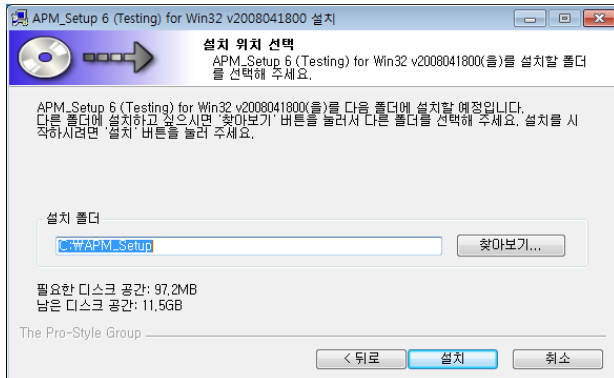 APM_Setup 6 (Testing) for Win32 v2008041800 설치
설치 위치 선택
APM_Setup 6 (Testing) for Win32 v2008041800(을)를 설치할 폴더
를 선택해 주세요.
APM_Setup 6 (Testing) for Win32 v2008041800(을)를 다음 폴더에 설치할 예정입니다.
다른 폴더에 설치하고 싶으시면 '찾아보기' 버튼을 눌러서 다른 폴더를 선택해 주세요. 설치를 시
작하시려면 '설치' 버튼을 눌러 주세요.
설치 폴더
C:₩APM_Setup
찾아보기...
필요한 디스크 공간: 97.2MB
남은 디스크 공간: 11.5GB
The Pro-Style Group
< 뒤로
설치
취소